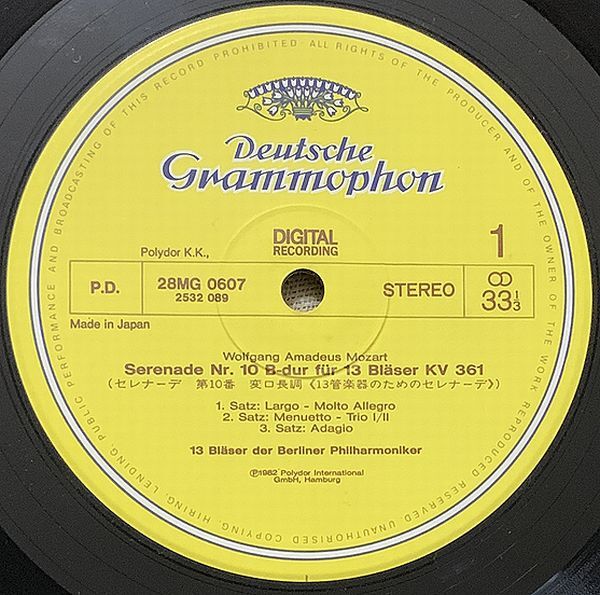 ALL RIGHTS OF THE PRODUCER AND OF THE OWNER OF THE WORK REPRODUCED RESERVED UNAUTHORISED COPYING, HIRING, LENDING, PUBLIC PERFORMANCE AND BROADCASTING OF THIS RECORD PROHIBITED
Deutsche
Grammophon
Polydor K.K.,
DIGITAL
RECORDING
1
P.D.
28MG 0607
2532 089
STEREO
33⅓
Made in Japan
Wolfgang Amadeus Mozart
Serenade Nr. 10 B-dur für 13 Bläser KV 361
(セレナーデ 第10番 変ロ長調《13管楽器のためのセレナーデ》)
1. Satz: Largo - Molto Allegro
2. Satz: Menuetto - Trio I/II
3. Satz: Adagio
13 Bläser der Berliner Philharmoniker
℗1982 Polydor International
GmbH, Hamburg